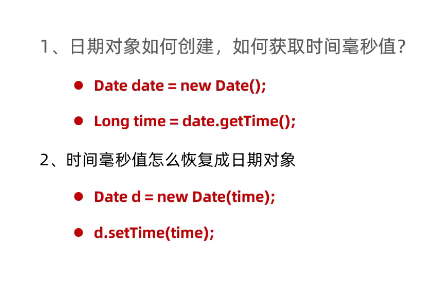 1、日期对象如何创建，如何获取时间毫秒值？
● Date date = new Date();
● Long time = date.getTime();
2、时间毫秒值怎么恢复成日期对象
● Date d = new Date(time);
● d.setTime(time);